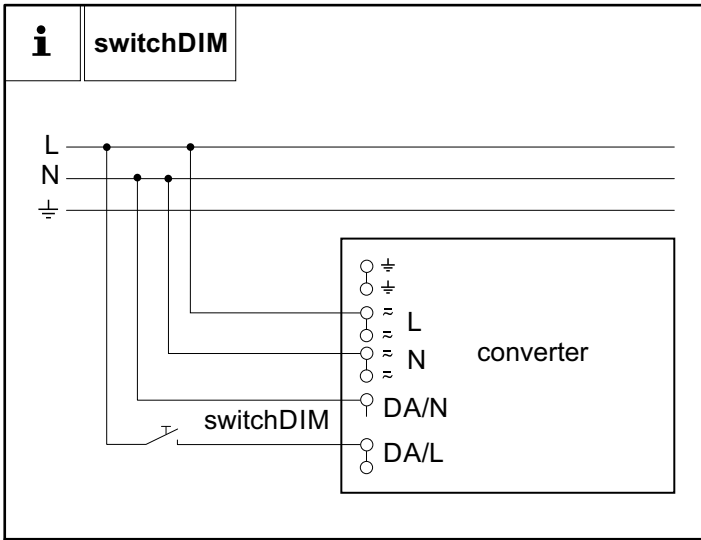 i
switchDIM
L
N
⏚
⏚
⏚
≂ L
≂
≂ N
≂
converter
DA/N
switchDIM
DA/L